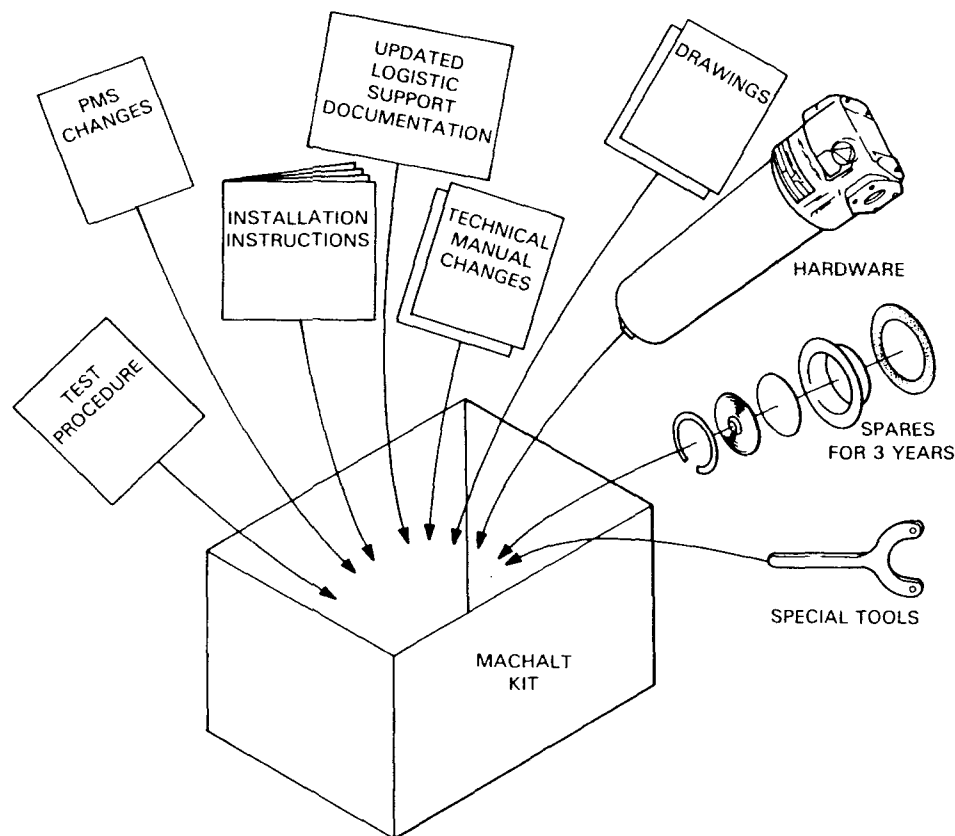 PMS
CHANGES
UPDATED
LOGISTIC
SUPPORT
DOCUMENTATION
DRAWINGS
INSTALLATION
INSTRUCTIONS
TECHNICAL
MANUAL
CHANGES
HARDWARE
TEST
PROCEDURE
SPARES
FOR 3 YEARS
SPECIAL TOOLS
MACHALT
KIT